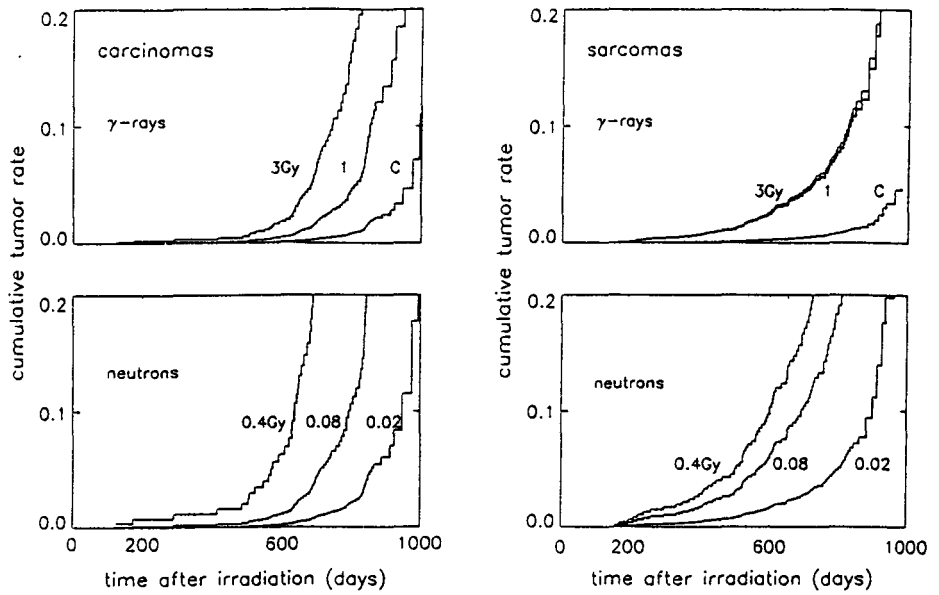 0.2
carcinomas
γ-rays
0.1
3Gy
1
C
0.0
0.2
sarcomas
γ-rays
0.1
3Gy
1
C
0.0
cumulative tumor rate
0.2
neutrons
0.1
0.4Gy
0.08
0.02
0.0
0
200
600
1000
time after irradiation (days)
cumulative tumor rate
0.2
neutrons
0.1
0.4Gy
0.08
0.02
0.0
0
200
600
1000
time after irradiation (days)